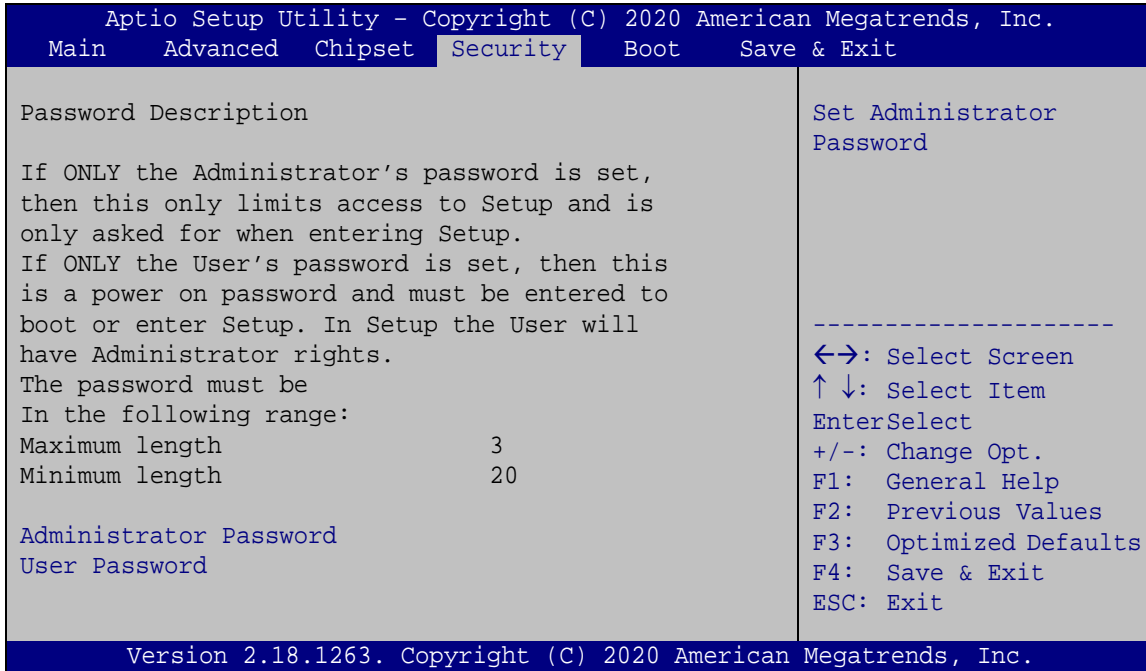 Aptio Setup Utility – Copyright (C) 2020 American Megatrends, Inc.
Main Advanced Chipset Security Boot Save & Exit
Password Description
If ONLY the Administrator’s password is set,
then this only limits access to Setup and is
only asked for when entering Setup.
If ONLY the User’s password is set, then this
is a power on password and must be entered to
boot or enter Setup. In Setup the User will
have Administrator rights.
The password must be
In the following range:
Maximum length 3
Minimum length 20
Administrator Password
User Password
Set Administrator
Password
---------------------
←→: Select Screen
↑ ↓: Select Item
EnterSelect
+/-: Change Opt.
F1: General Help
F2: Previous Values
F3: Optimized Defaults
F4: Save & Exit
ESC: Exit
Version 2.18.1263. Copyright (C) 2020 American Megatrends, Inc.